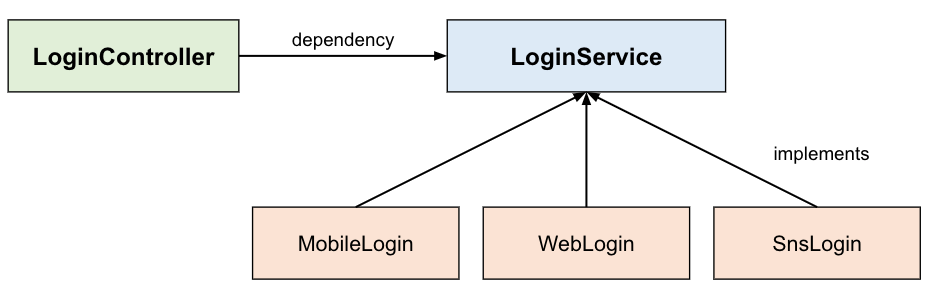 LoginController
dependency
LoginService
implements
MobileLogin
WebLogin
SnsLogin